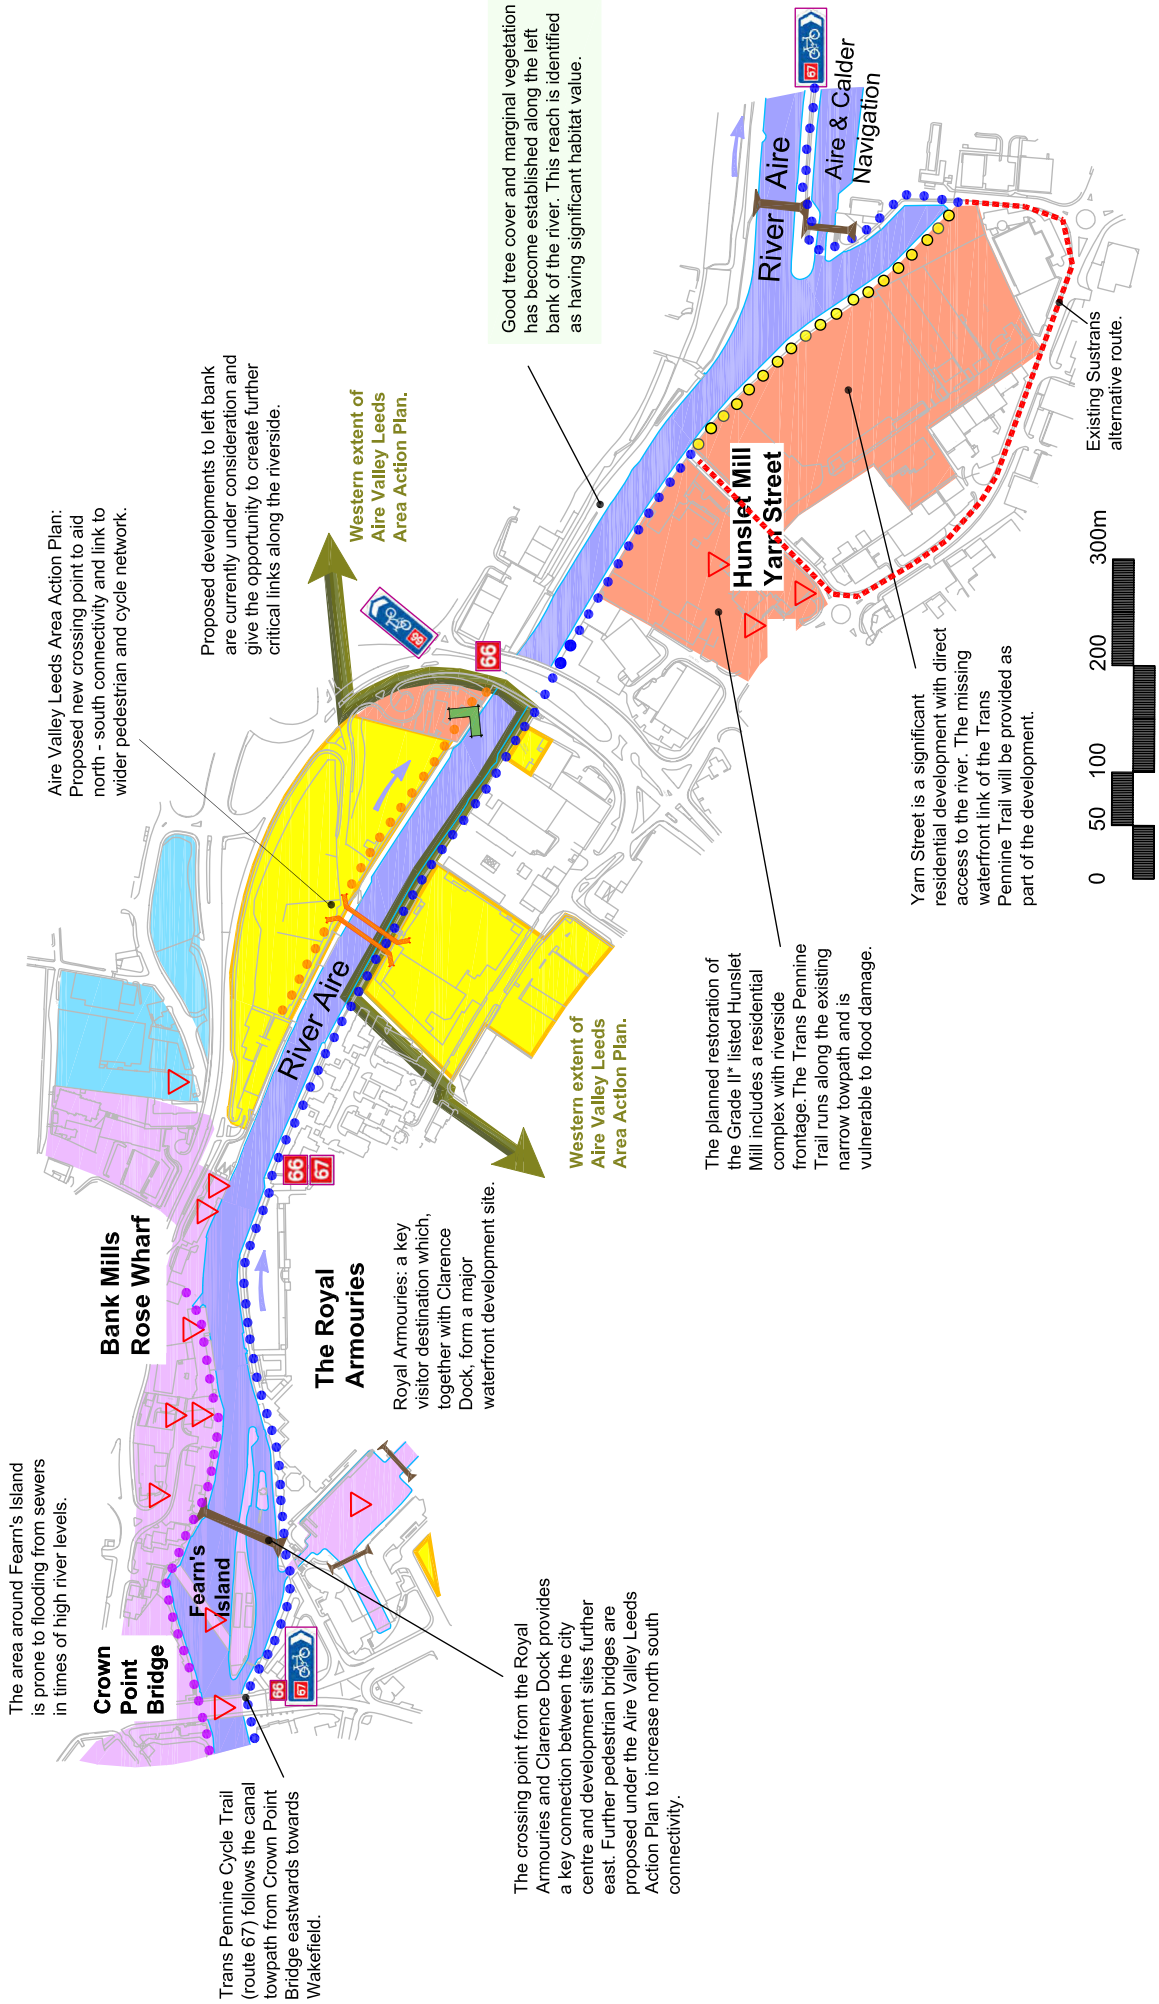 The area around Fearn's Island
is prone to flooding from sewers
in times of high river levels.
Aire Valley Leeds Area Action Plan:
Proposed new crossing point to aid
north - south connectivity and link to
wider pedestrian and cycle network.
Proposed developments to left bank
are currently under consideration and
give the opportunity to create further
critical links along the riverside.
Good tree cover and marginal vegetation
has become established along the left
bank of the river. This reach is identified
as having significant habitat value.
Western extent of
Aire Valley Leeds
Area Action Plan.
Crown
Point
Bridge
Bank Mills
Rose Wharf
Fearn's
Island
River Aire
66
66
River Aire
67
Aire & Calder
Navigation
Trans Pennine Cycle Trail
(route 67) follows the canal
towpath from Crown Point
Bridge eastwards towards
Wakefield.
66
67
The Royal
Armouries
66
67
Royal Armouries: a key
visitor destination which,
together with Clarence
Dock, form a major
waterfront development site.
Western extent of
Aire Valley Leeds
Area Action Plan.
Hunslet Mill
Yarn Street
The crossing point from the Royal
Armouries and Clarence Dock provides
a key connection between the city
centre and development sites further
east. Further pedestrian bridges are
proposed under the Aire Valley Leeds
Action Plan to increase north south
connectivity.
The planned restoration of
the Grade II* listed Hunslet
Mill includes a residential
complex with riverside
frontage.The Trans Pennine
Trail runs along the existing
narrow towpath and is
vulnerable to flood damage.
Yarn Street is a significant
residential development with direct
access to the river. The missing
waterfront link of the Trans
Pennine Trail will be provided as
part of the development.
Existing Sustrans
alternative route.
0 50 100 200 300m